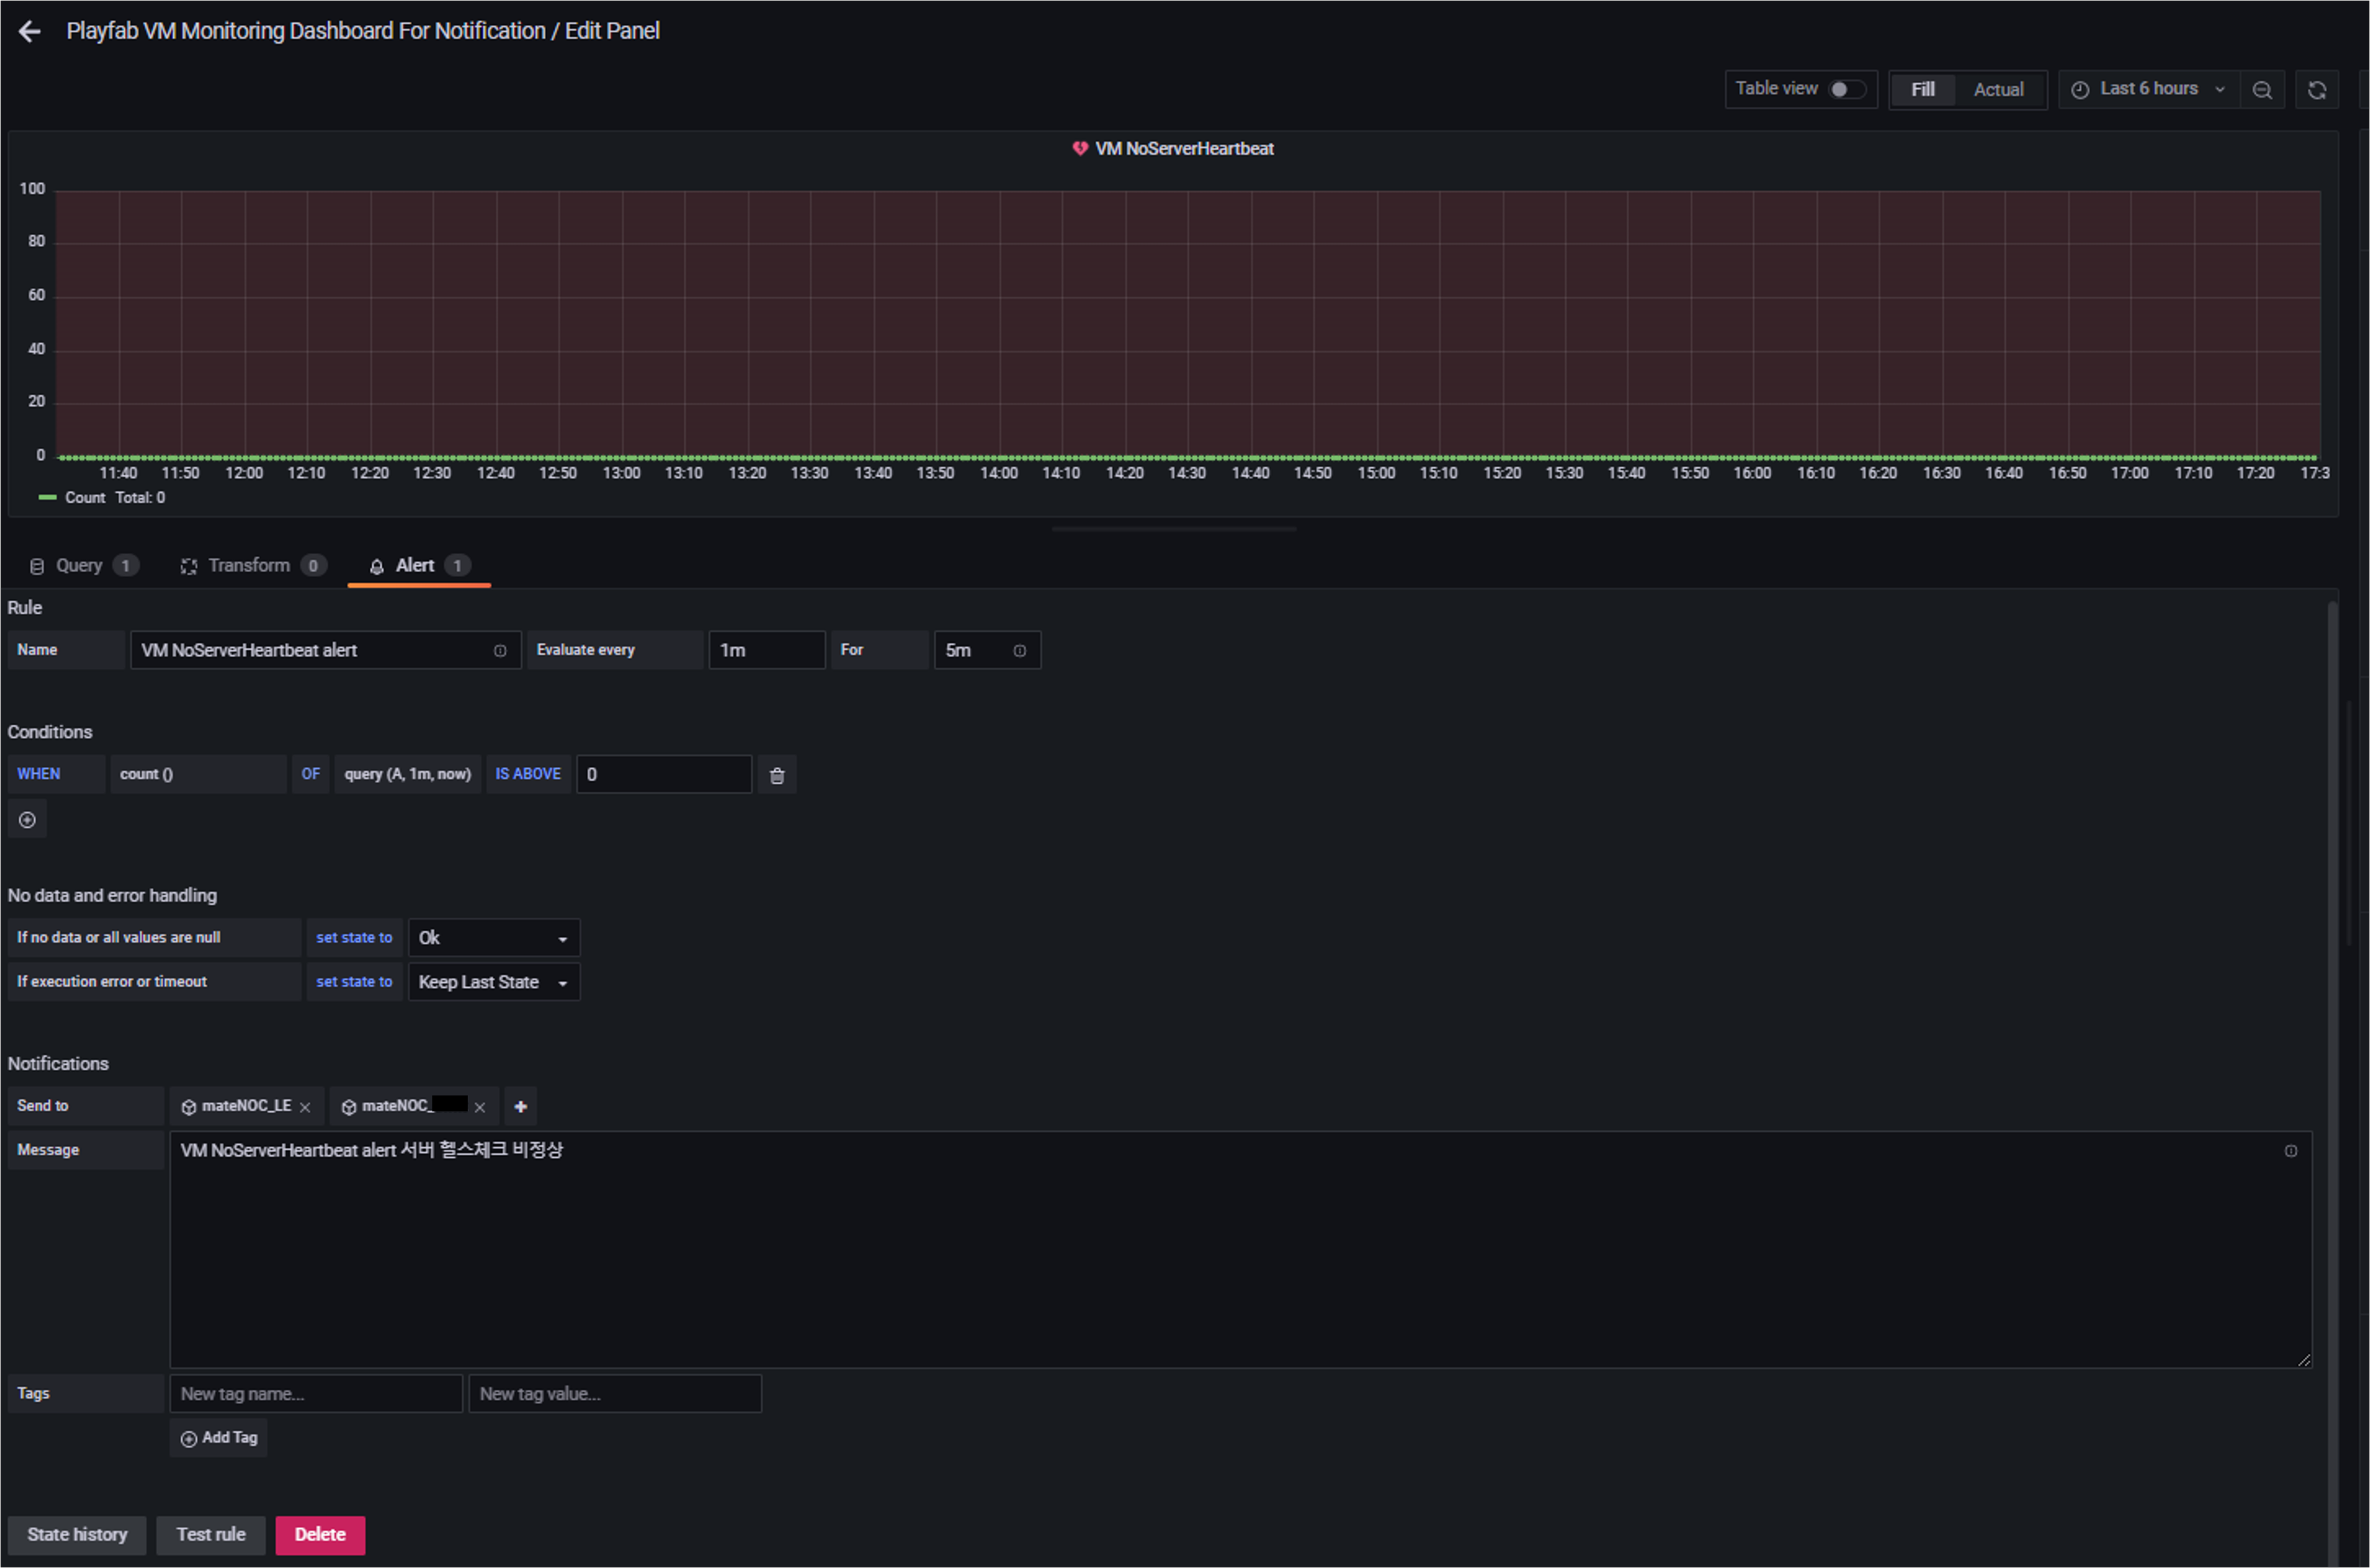 Playfab VM Monitoring Dashboard For Notification / Edit Panel
Table view Fill Actual Last 6 hours
VM NoServerHeartbeat
100
80
60
40
20
0
11:40 11:50 12:00 12:10 12:20 12:30 12:40 12:50 13:00 13:10 13:20 13:30 13:40 13:50 14:00 14:10 14:20 14:30 14:40 14:50 15:00 15:10 15:20 15:30 15:40 15:50 16:00 16:10 16:20 16:30 16:40 16:50 17:00 17:10 17:20 17:3
Count Total: 0
Query 1 Transform 0 Alert 1
Rule
Name VM NoServerHeartbeat alert Evaluate every 1m For 5m
Conditions
WHEN count () OF query (A, 1m, now) IS ABOVE 0
No data and error handling
If no data or all values are null set state to Ok
If execution error or timeout set state to Keep Last State
Notifications
Send to mateNOC_LE mateNOC_
Message VM NoServerHeartbeat alert 서버 헬스체크 비정상
Tags New tag name... New tag value...
Add Tag
State history Test rule Delete